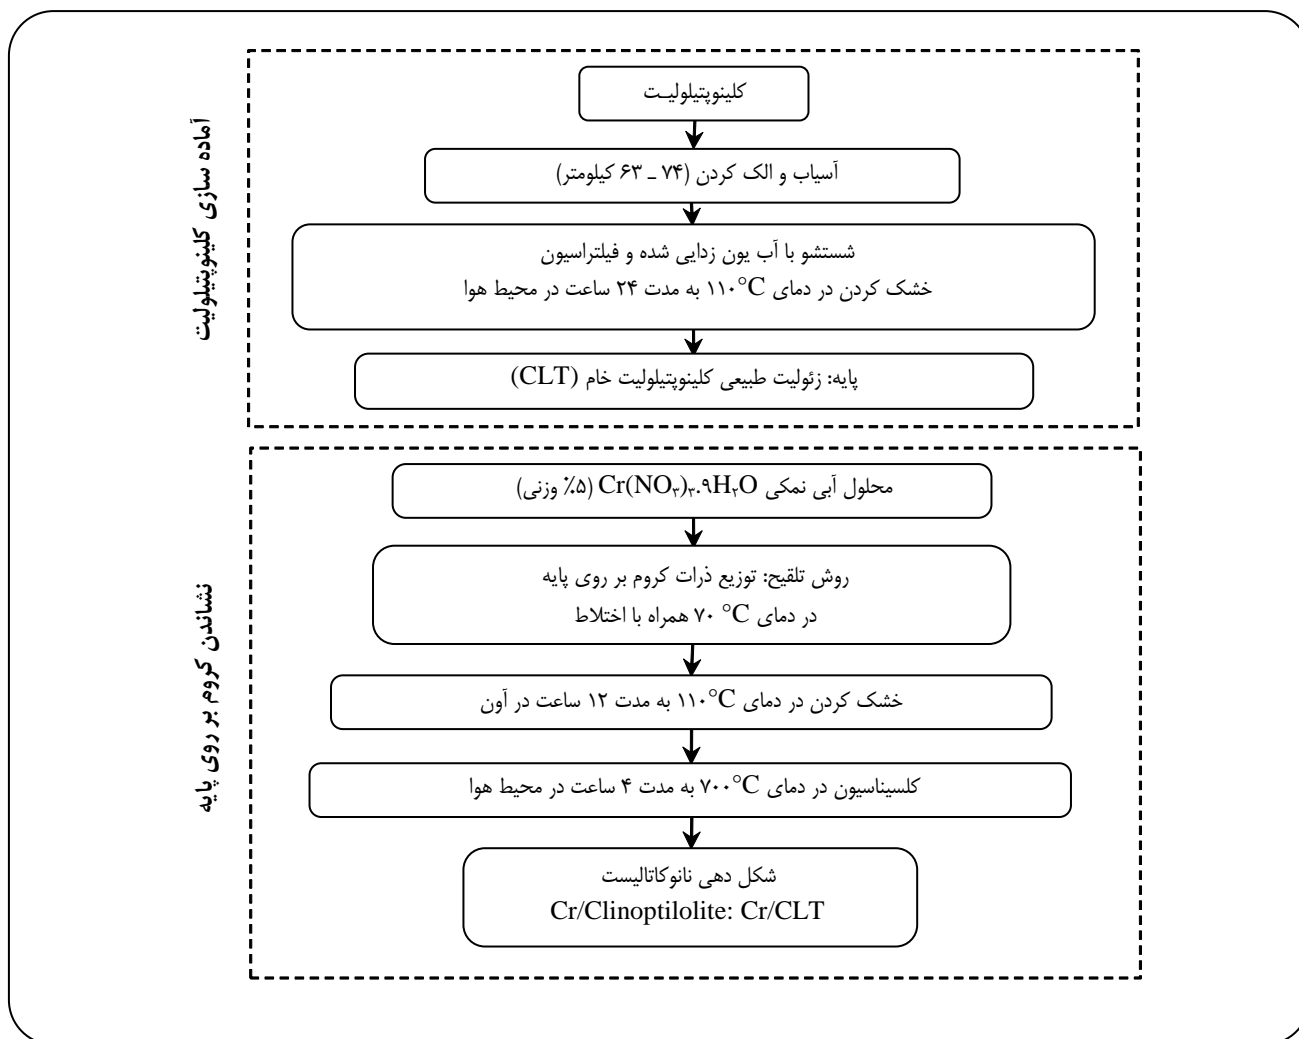 آماده سازی کلینوپتیلولیت
کلینوپتیلولیـت
آسیاب و الک کردن (۷۴ ـ ۶۳ کیلومتر)
شستشو با آب یون زدایی شده و فیلتراسیون
خشک کردن در دمای ۱۱۰°C به مدت ۲۴ ساعت در محیط هوا
پایه: زئولیت طبیعی کلینوپتیلولیت خام (CLT)
نشاندن کروم بر روی پایه
محلول آبی نمکی Cr(NO۳)۳.۹H۲O (۵٪ وزنی)
روش تلقیح: توزیع ذرات کروم بر روی پایه
در دمای ۷۰ °C همراه با اختلاط
خشک کردن در دمای ۱۱۰°C به مدت ۱۲ ساعت در آون
کلسیناسیون در دمای ۷۰۰°C به مدت ۴ ساعت در محیط هوا
شکل دهی نانوکاتالیست
Cr/Clinoptilolite: Cr/CLT